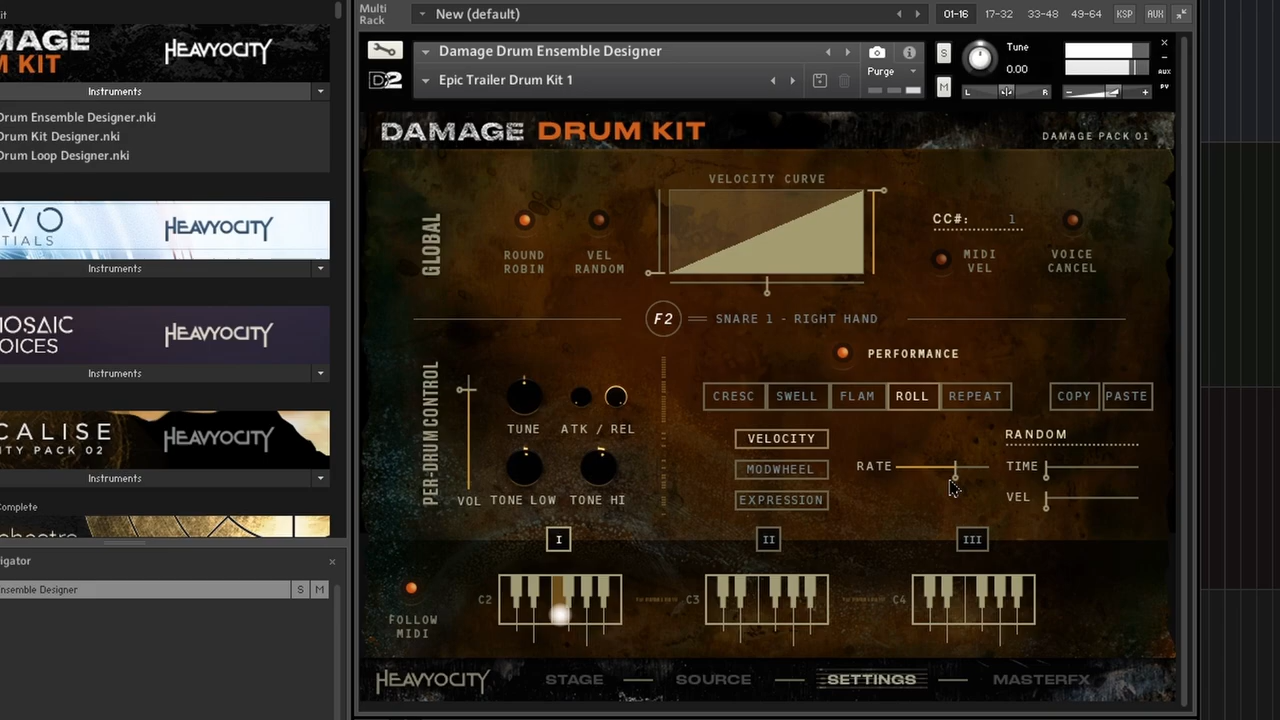 it
MAGE
M KIT
HEAVYOCITY
Instruments
Drum Ensemble Designer.nki
Drum Kit Designer.nki
Drum Loop Designer.nki
VO
TIALS
HEAVYOCITY
Instruments
MOSAIC
OICES
HEAVYOCITY
Instruments
CALISE
ITY PACK 02
HEAVYOCITY
Instruments
Complete
igator
nsemble Designer
S
M
Multi
Rack
New (default)
01-16
17-32
33-48
49-64
KSP
AUX
Damage Drum Ensemble Designer
D2
Epic Trailer Drum Kit 1
Purge
S
M
Tune
0.00
L
R
AUX
PV
DAMAGE DRUM KIT
DAMAGE PACK 01
GLOBAL
ROUND
ROBIN
VEL
RANDOM
VELOCITY CURVE
CC#: 1
MIDI
VEL
VOICE
CANCEL
F2
SNARE 1 - RIGHT HAND
PER-DRUM CONTROL
VOL
TUNE
ATK / REL
TONE LOW
TONE HI
PERFORMANCE
CRESC
SWELL
FLAM
ROLL
REPEAT
COPY
PASTE
VELOCITY
MODWHEEL
EXPRESSION
RATE
RANDOM
TIME
VEL
I
II
III
FOLLOW
MIDI
C2
C3
C4
HEAVYOCITY
STAGE
SOURCE
SETTINGS
MASTERFX